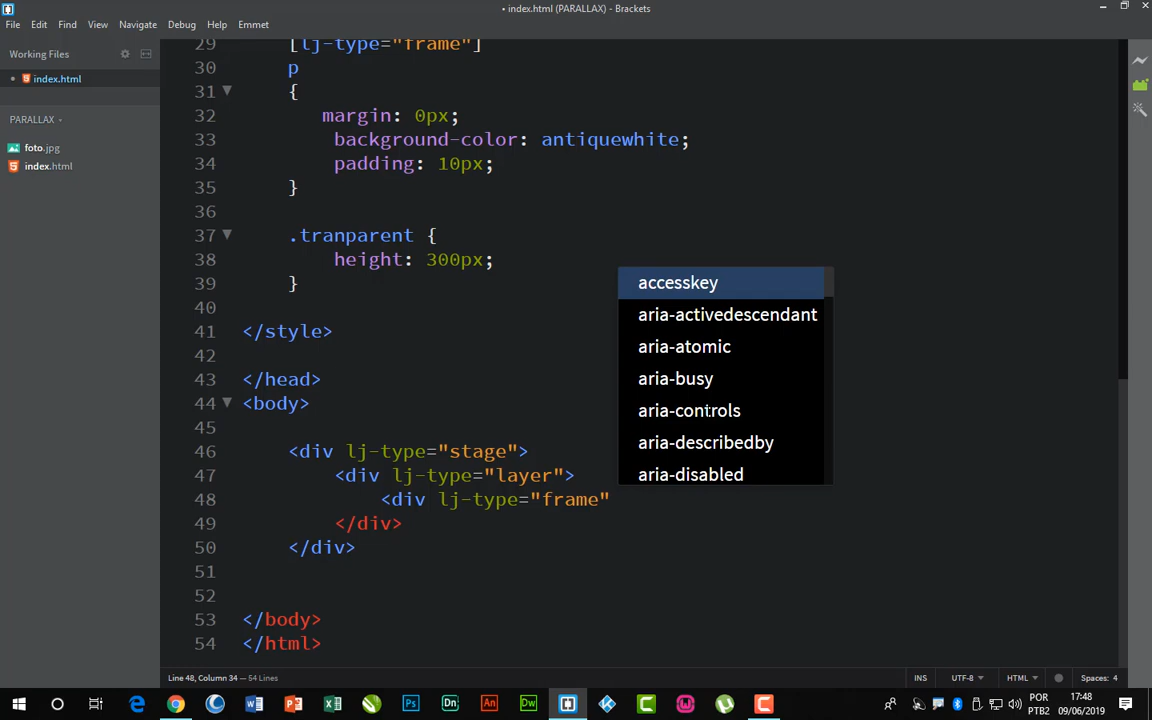 • index.html (PARALLAX) - Brackets
File Edit Find View Navigate Debug Help Emmet
Working Files
index.html
PARALLAX
foto.jpg
index.html
29 [lj-type="frame"]
30 p
31 {
32 margin: 0px;
33 background-color: antiquewhite;
34 padding: 10px;
35 }
36
37 .tranparent {
38 height: 300px;
39 }
40
41 </style>
42
43 </head>
44 <body>
45
46 <div lj-type="stage">
47 <div lj-type="layer">
48 <div lj-type="frame"
49 </div>
50 </div>
51
52
53 </body>
54 </html>
accesskey
aria-activedescendant
aria-atomic
aria-busy
aria-controls
aria-describedby
aria-disabled
Line 48, Column 34 — 54 Lines
INS UTF-8 HTML Spaces: 4
Ps Dn An Dw
POR 17:48
PTB2 09/06/2019